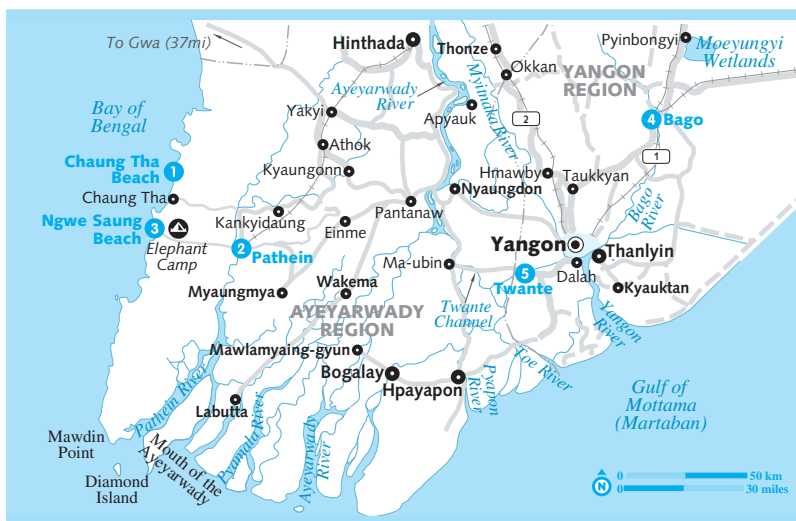 To Gwa (37mi)
Hinthada
Thonze
Pyinbongyi
Moeyungyi
Wetlands
Okkan
YANGON
REGION
Ayeyarwady
River
Myitnaka River
Bay of
Bengal
Yakyi
Apyauk
2
4 Bago
Athok
1
Chaung Tha
Beach
1
Kyaungonn
Hmawby
Taukkyan
Nyaungdon
Chaung Tha
Pantanaw
Bago
River
Kankyidaung
Ngwe Saung
Beach
3
Einme
Elephant
Camp
2 Pathein
Yangon
Thanlyin
Ma-ubin
5
Twante
Dalah
Kyauktan
Myaungmya
Wakema
Twante
Channel
AYEYARWADY
REGION
Yangon
River
Mawlamyaing-gyun
Toe River
Bogalay
Hpayapon
Pyapon
River
Gulf of
Mottama
(Martaban)
Pathein River
Labutta
Pyamala River
Ayeyarwady
River
Mawdin
Point
Mouth of the
Ayeyarwady
Diamond
Island
N
0 50 km
0 30 miles